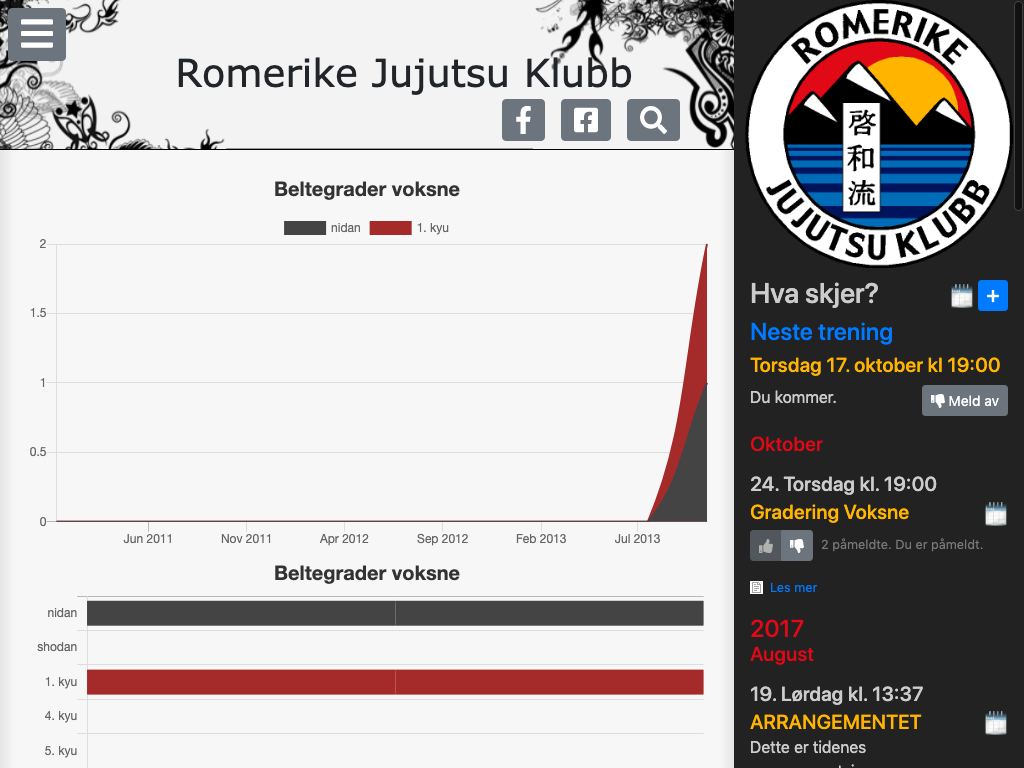 Romerike Jujutsu Klubb
Beltegrader voksne
nidan
1. kyu
2
1.5
1
0.5
0
Jun 2011
Nov 2011
Apr 2012
Sep 2012
Feb 2013
Jul 2013
Beltegrader voksne
nidan
shodan
1. kyu
4. kyu
5. kyu
ROMERIKE
啓和流
JUJUTSU KLUBB
Hva skjer?
+
Neste trening
Torsdag 17. oktober kl 19:00
Du kommer.
Meld av
Oktober
24. Torsdag kl. 19:00
Gradering Voksne
2 påmeldte. Du er påmeldt.
Les mer
2017
August
19. Lørdag kl. 13:37
ARRANGEMENTET
Dette er tidenes